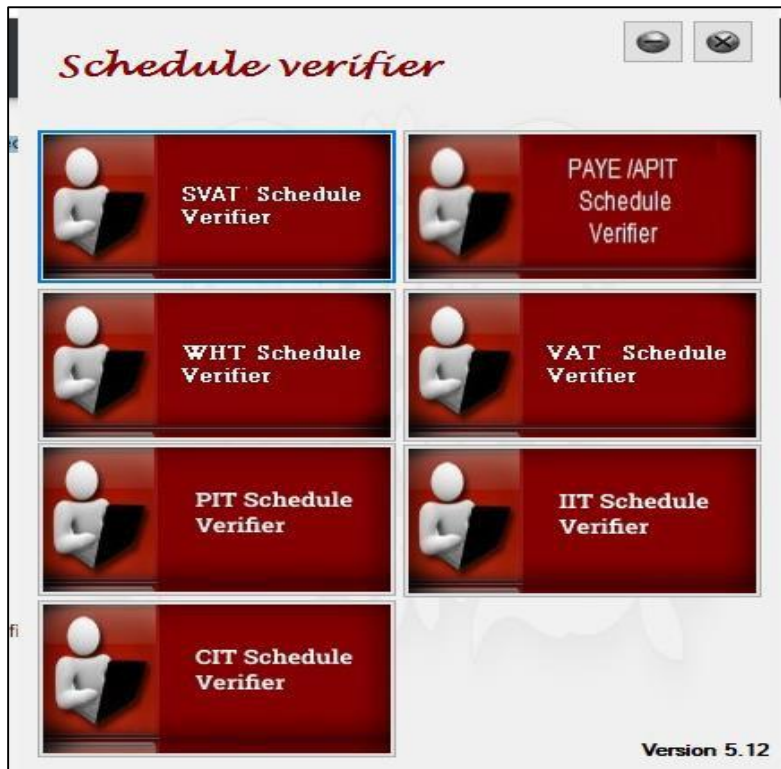 Schedule verifier
SVAT Schedule
Verifier
PAYE /APIT
Schedule
Verifier
WHT Schedule
Verifier
VAT Schedule
Verifier
PIT Schedule
Verifier
IIT Schedule
Verifier
CIT Schedule
Verifier
Version 5.12